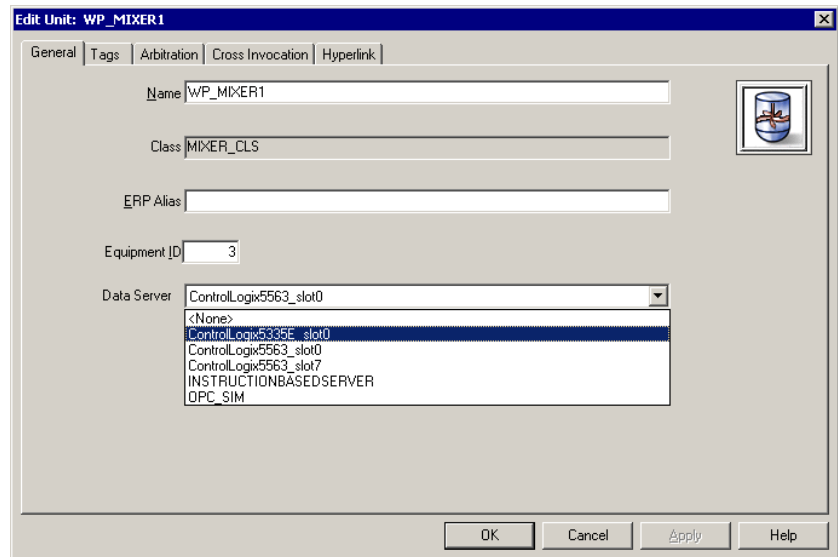 Edit Unit: WP_MIXER1
General Tags Arbitration Cross Invocation Hyperlink
Name WP_MIXER1
Class MIXER_CLS
ERP Alias
Equipment ID 3
Data Server ControlLogix5563_slot0
<None>
ControlLogix5335E_slot0
ControlLogix5563_slot0
ControlLogix5563_slot7
INSTRUCTIONBASEDSERVER
OPC_SIM
OK Cancel Apply Help